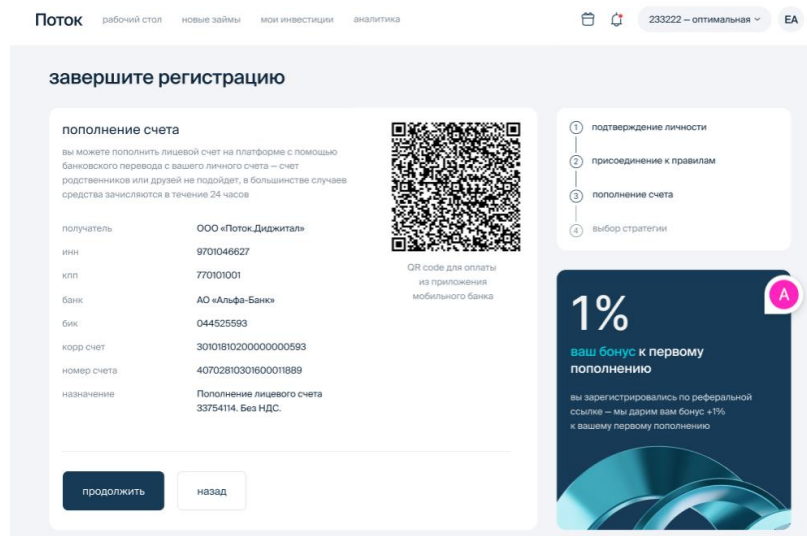 Поток рабочий стол новые займы мои инвестиции аналитика 233222 – оптимальная EA
завершите регистрацию
пополнение счета
вы можете пополнить лицевой счет на платформе с помощью
банковского перевода с вашего личного счета – счет
родственников или друзей не подойдет, в большинстве случаев
средства зачисляются в течение 24 часов
получатель ООО «Поток.Диджитал»
инн 9701046627
кпп 770101001
банк АО «Альфа-Банк»
бик 044525593
корр счет 30101810200000000593
номер счета 40702810301600011889
назначение Пополнение лицевого счета
33754114. Без НДС.
QR code для оплаты
из приложения
мобильного банка
продолжить назад
1 подтверждение личности
2 присоединение к правилам
3 пополнение счета
4 выбор стратегии
A
1%
ваш бонус к первому
пополнению
вы зарегистрировались по реферальной
ссылке – мы дарим вам бонус +1%
к вашему первому пополнению